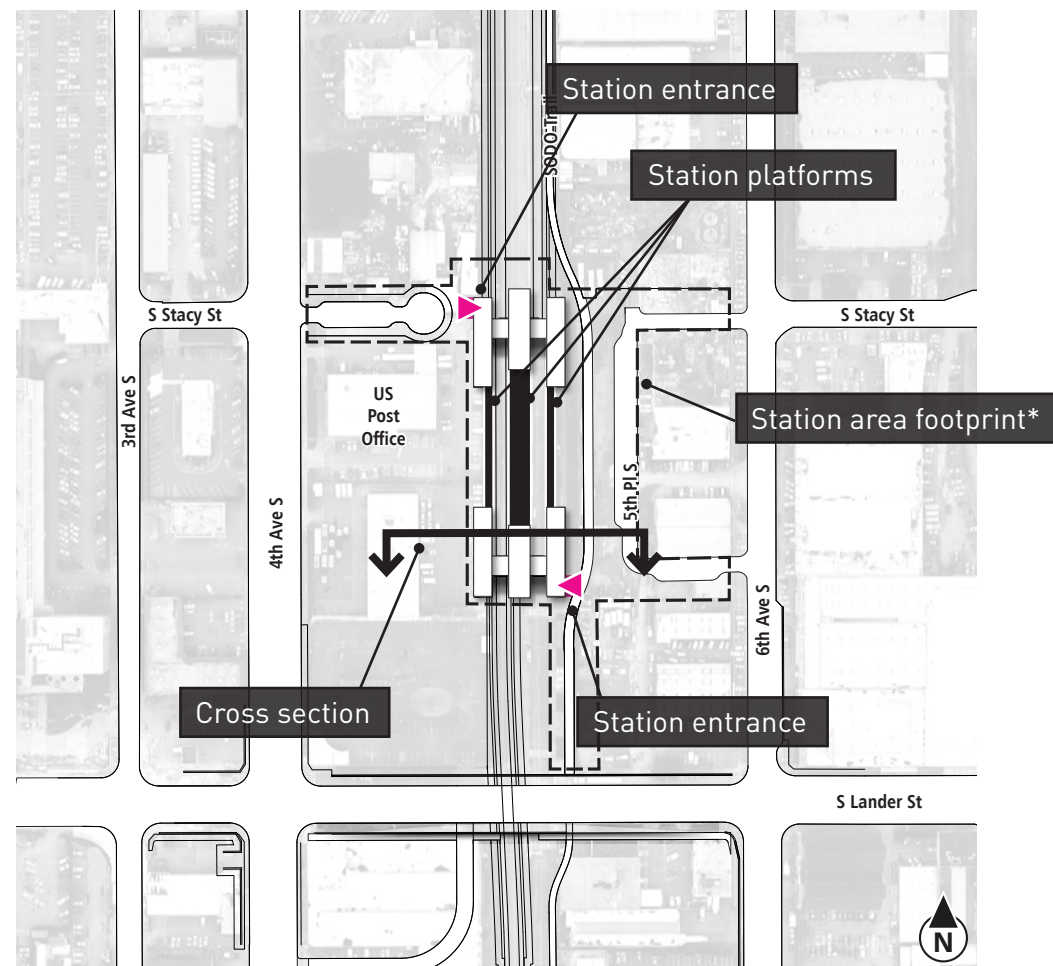 Station entrance
SODO Trail
Station platforms
S Stacy St
S Stacy St
3rd Ave S
US
Post
Office
Station area footprint*
5th Pl S
4th Ave S
6th Ave S
Cross section
Station entrance
S Lander St
N